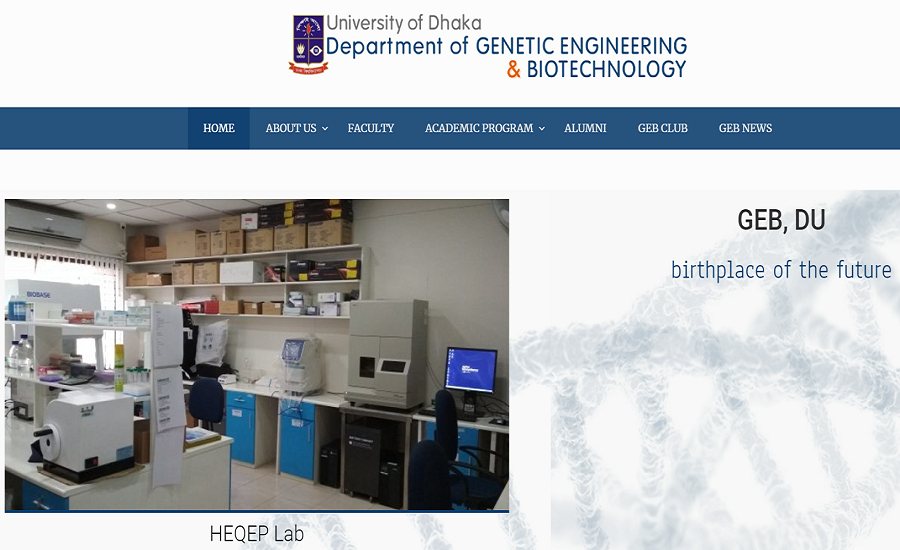 University of Dhaka
Department of GENETIC ENGINEERING
& BIOTECHNOLOGY
HOME ABOUT US FACULTY ACADEMIC PROGRAM ALUMNI GEB CLUB GEB NEWS
GEB, DU
birthplace of the future
BIOBASE
HEQEP Lab